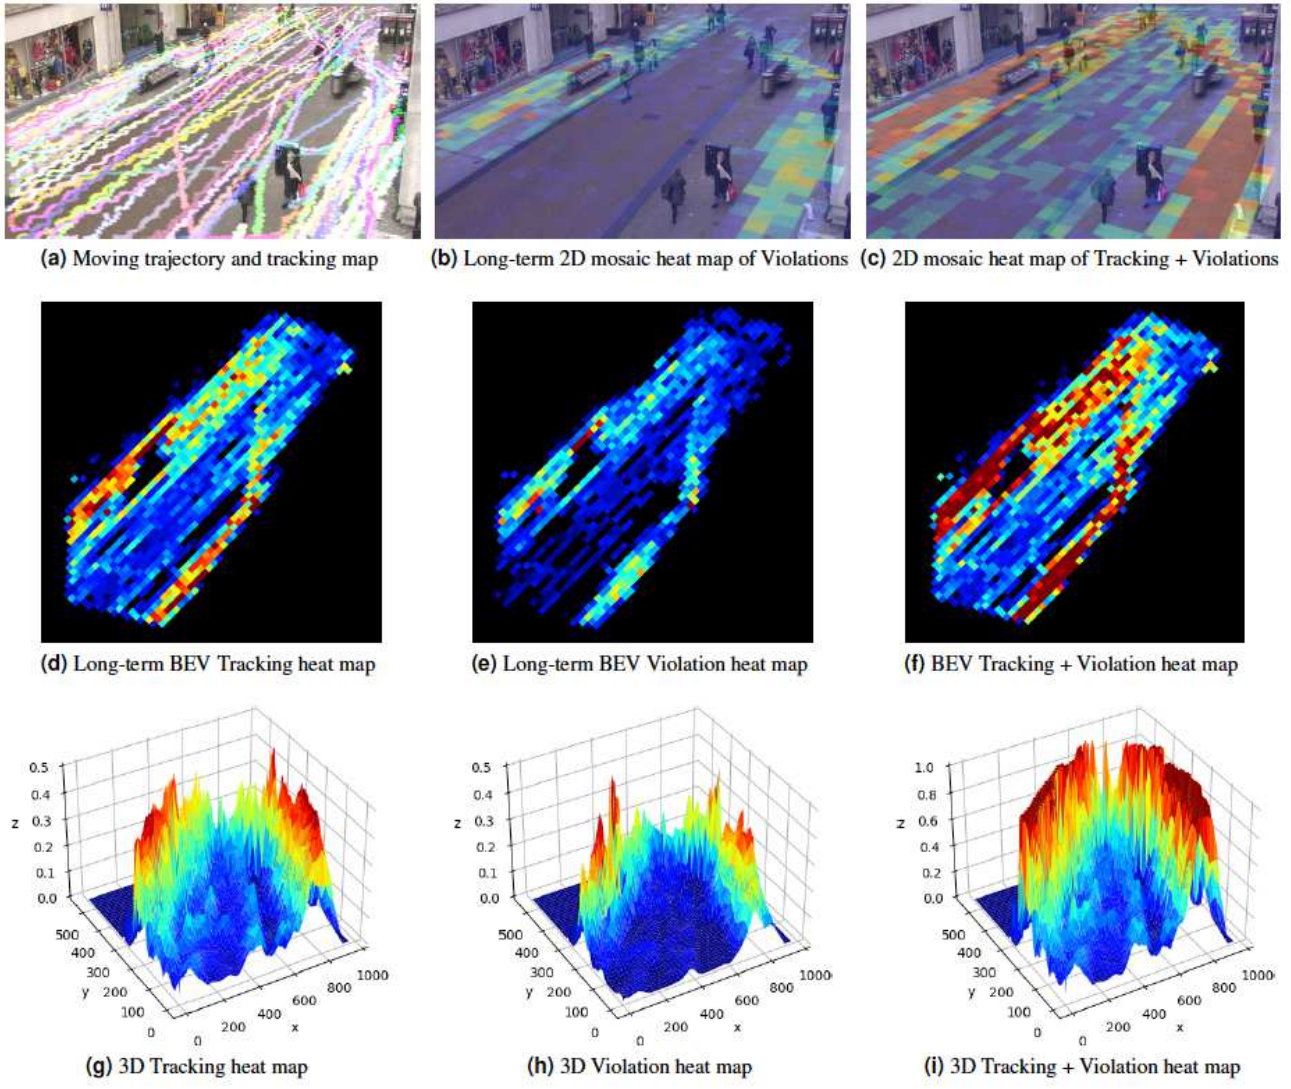 (a) Moving trajectory and tracking map
(b) Long-term 2D mosaic heat map of Violations
(c) 2D mosaic heat map of Tracking + Violations
(d) Long-term BEV Tracking heat map
(e) Long-term BEV Violation heat map
(f) BEV Tracking + Violation heat map
0.5
0.4
0.3
z
0.2
0.1
0.0
500
400
300
y 200
100
0
0
200
400
x
600
800
1000
(g) 3D Tracking heat map
0.5
0.4
0.3
z
0.2
0.1
0.0
500
400
300
y 200
100
0
0
200
400
x
600
800
1000
(h) 3D Violation heat map
1.0
0.8
z
0.6
0.4
0.2
0.0
500
400
300
y 200
100
0
0
200
400
x
600
800
1000
(i) 3D Tracking + Violation heat map